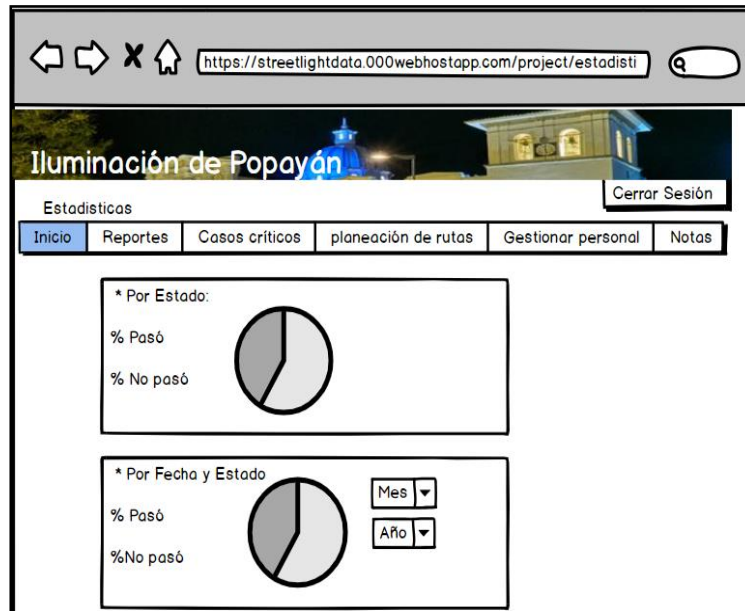 https://streetlightdata.000webhostapp.com/project/estadisti
Iluminación de Popayán
Cerrar Sesión
Estadisticas
Inicio Reportes Casos críticos planeación de rutas Gestionar personal Notas
* Por Estado:
% Pasó
% No pasó
* Por Fecha y Estado
Mes
% Pasó
Año
%No pasó